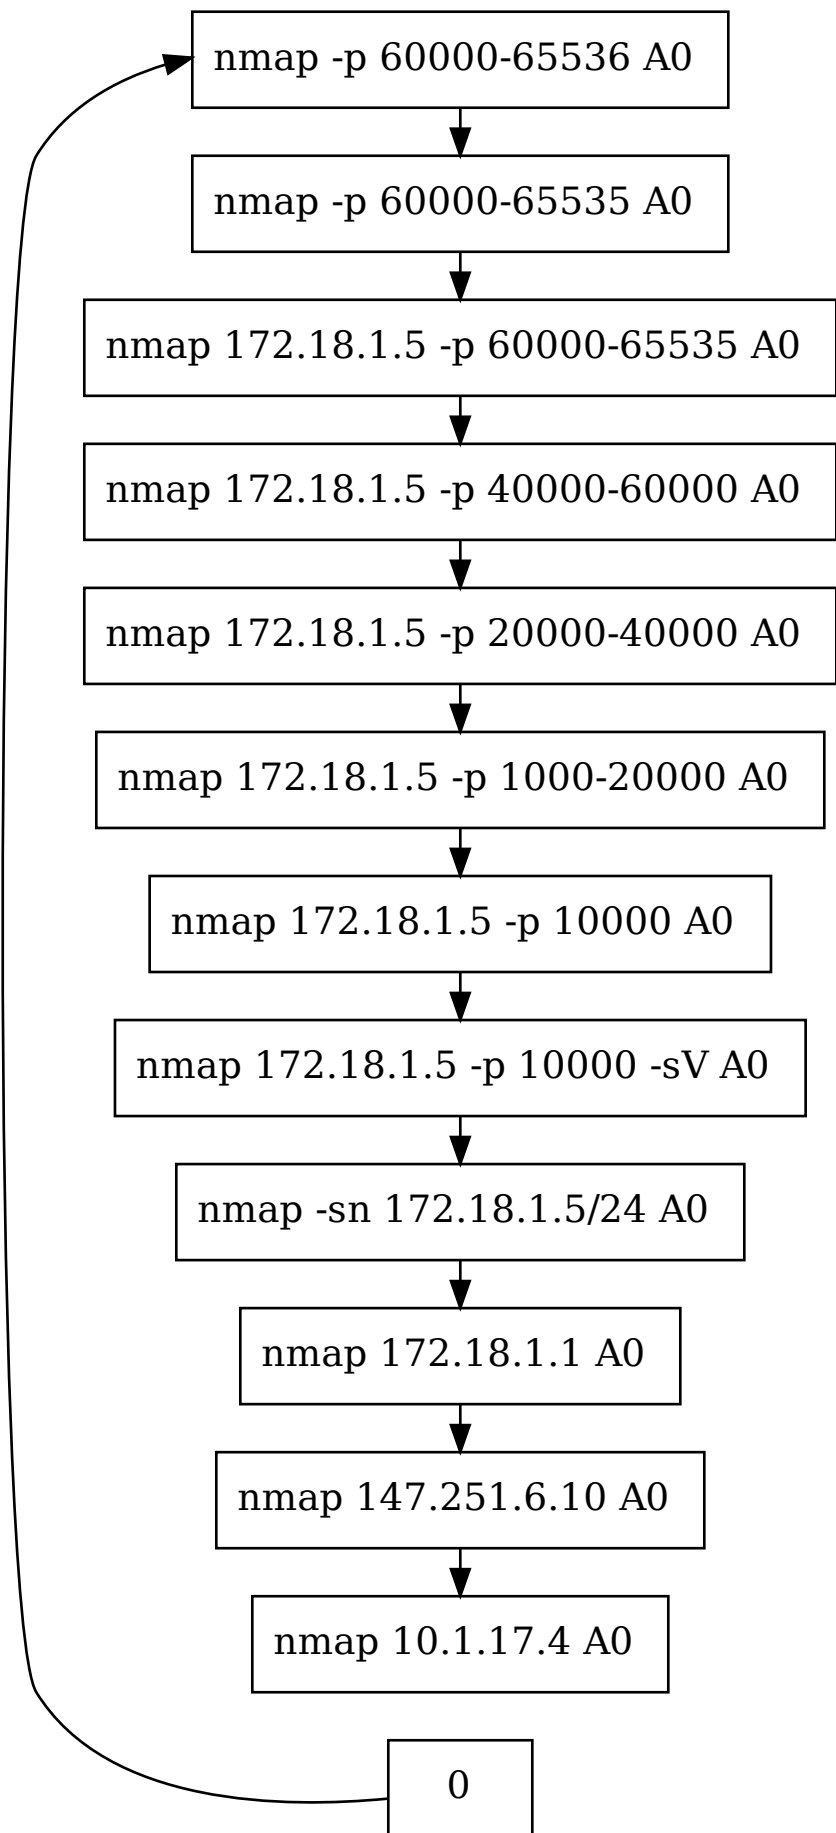 nmap -p 60000-65536 A0
nmap -p 60000-65535 A0
nmap 172.18.1.5 -p 60000-65535 A0
nmap 172.18.1.5 -p 40000-60000 A0
nmap 172.18.1.5 -p 20000-40000 A0
nmap 172.18.1.5 -p 1000-20000 A0
nmap 172.18.1.5 -p 10000 A0
nmap 172.18.1.5 -p 10000 -sV A0
nmap -sn 172.18.1.5/24 A0
nmap 172.18.1.1 A0
nmap 147.251.6.10 A0
nmap 10.1.17.4 A0
0